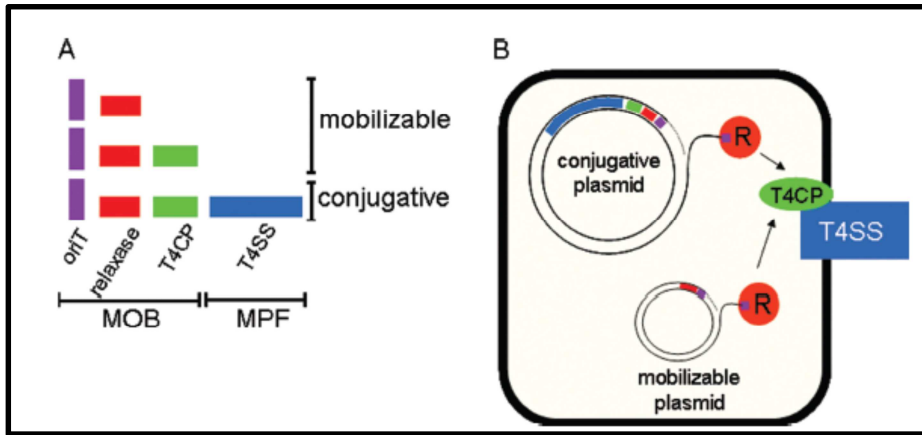 A
mobilizable
conjugative
oriT
relaxase
T4CP
T4SS
MOB
MPF
B
conjugative
plasmid
R
T4CP
T4SS
R
mobilizable
plasmid